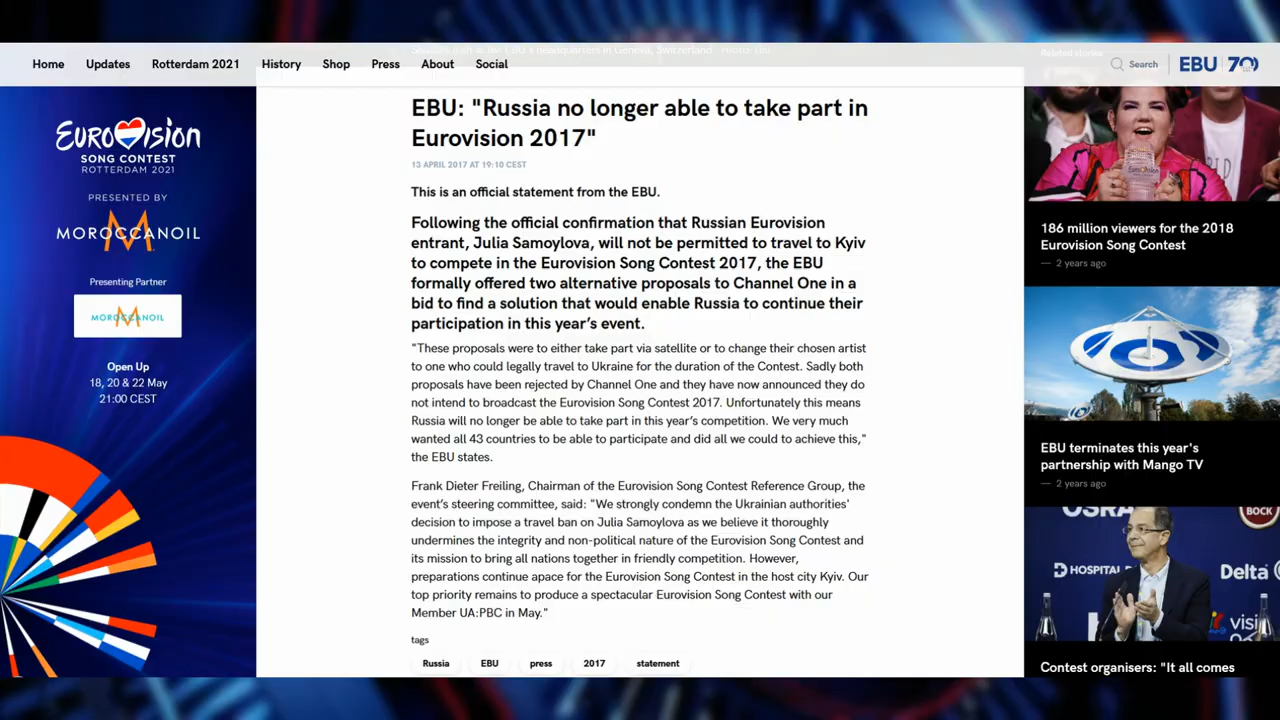 Home Updates Rotterdam 2021 History Shop Press About Social
Search
EBU 70
EUROVISION
SONG CONTEST
ROTTERDAM 2021
PRESENTED BY
MOROCCANOIL
Presenting Partner
MOROCCANOIL
Open Up
18, 20 & 22 May
21:00 CEST
EBU: "Russia no longer able to take part in
Eurovision 2017"
13 APRIL 2017 AT 19:10 CEST
This is an official statement from the EBU.
Following the official confirmation that Russian Eurovision
entrant, Julia Samoylova, will not be permitted to travel to Kyiv
to compete in the Eurovision Song Contest 2017, the EBU
formally offered two alternative proposals to Channel One in a
bid to find a solution that would enable Russia to continue their
participation in this year’s event.
"These proposals were to either take part via satellite or to change their chosen artist
to one who could legally travel to Ukraine for the duration of the Contest. Sadly both
proposals have been rejected by Channel One and they have now announced they do
not intend to broadcast the Eurovision Song Contest 2017. Unfortunately this means
Russia will no longer be able to take part in this year’s competition. We very much
wanted all 43 countries to be able to participate and did all we could to achieve this,"
the EBU states.
Frank Dieter Freiling, Chairman of the Eurovision Song Contest Reference Group, the
event’s steering committee, said: "We strongly condemn the Ukrainian authorities'
decision to impose a travel ban on Julia Samoylova as we believe it thoroughly
undermines the integrity and non-political nature of the Eurovision Song Contest and
its mission to bring all nations together in friendly competition. However,
preparations continue apace for the Eurovision Song Contest in the host city Kyiv. Our
top priority remains to produce a spectacular Eurovision Song Contest with our
Member UA:PBC in May."
tags
Russia EBU press 2017 statement
Related stories
186 million viewers for the 2018
Eurovision Song Contest
— 2 years ago
EBU terminates this year's
partnership with Mango TV
— 2 years ago
BOCK
HOSPITAL
Delta
visi
Contest organisers: "It all comes